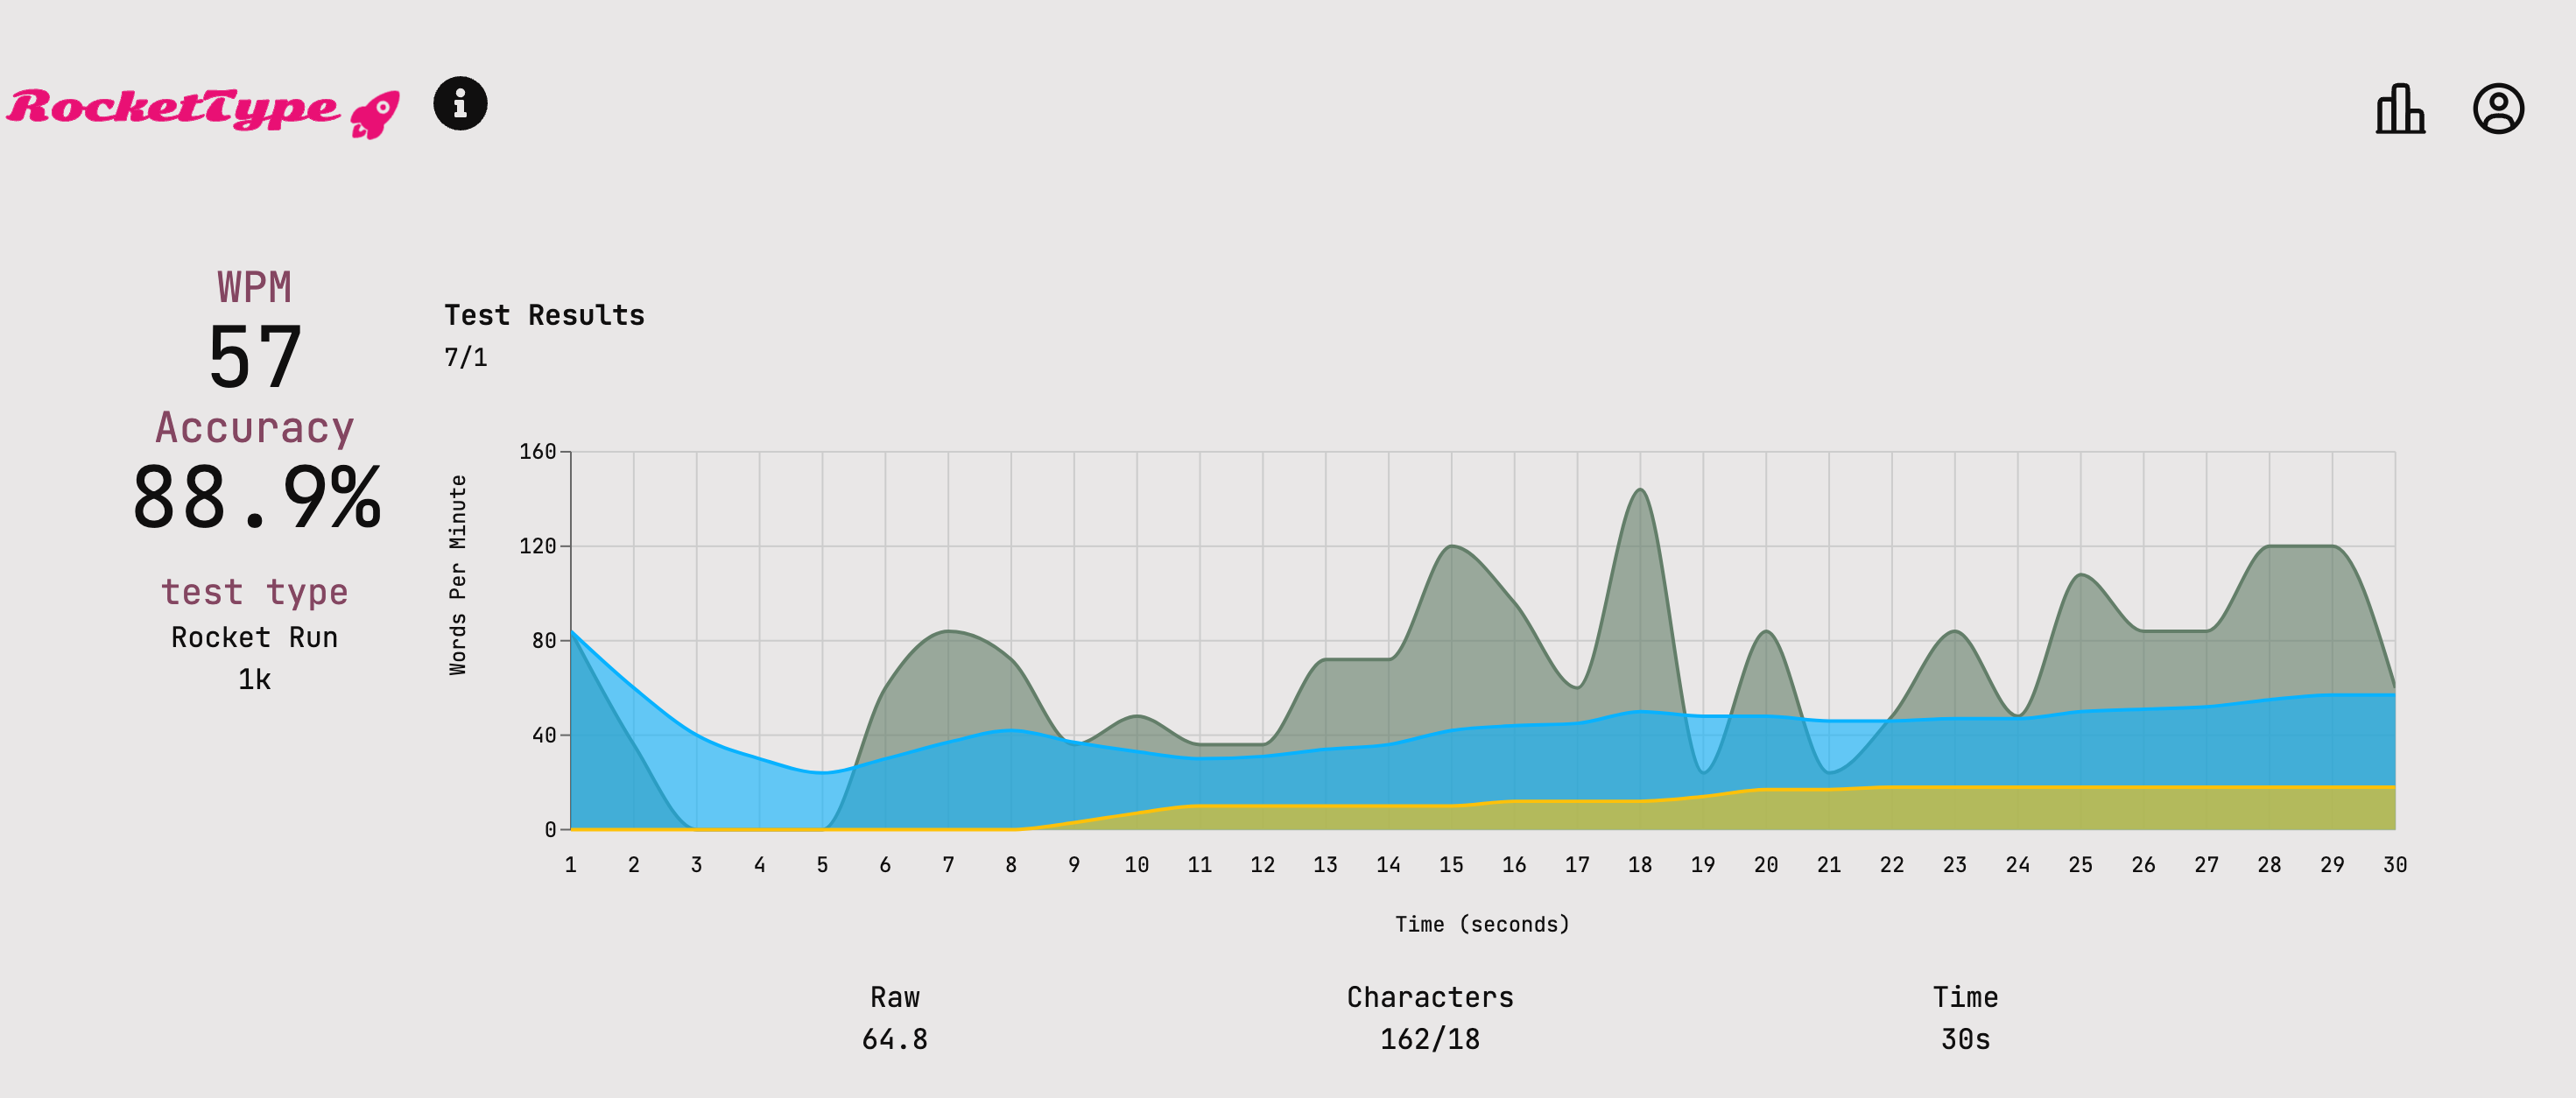 RocketType
WPM
57
Accuracy
88.9%
test type
Rocket Run
1k
Test Results
7/1
Words Per Minute
160
120
80
40
0
1 2 3 4 5 6 7 8 9 10 11 12 13 14 15 16 17 18 19 20 21 22 23 24 25 26 27 28 29 30
Time (seconds)
Raw Characters Time
64.8 162/18 30s